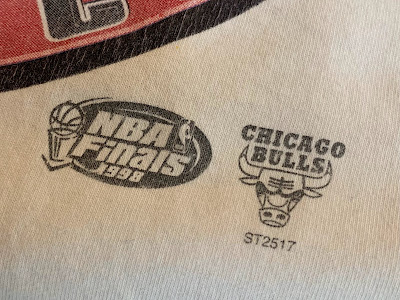 C
NBA
Finals
1998
CHICAGO
BULLS
ST2517